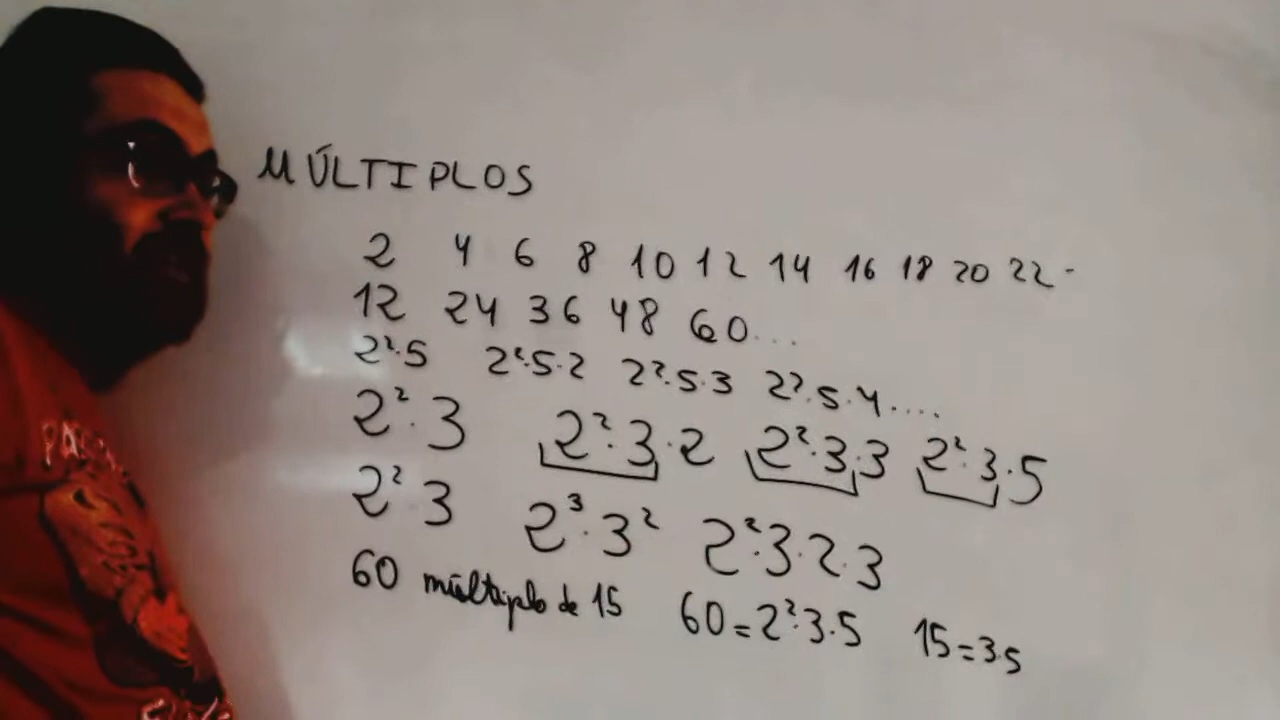 MÚLTIPLOS
2 4 6 8 10 12 14 16 18 20 22 -
12 24 36 48 60...
2²·5 2²·5·2 2²·5·3 2²·5·4....
2²·3 2²·3·2 2²·3·3 2²·3·5
2²·3 2³·3² 2²·3·2·3
60 múltiplo de 15 60=2²·3·5 15=3·5